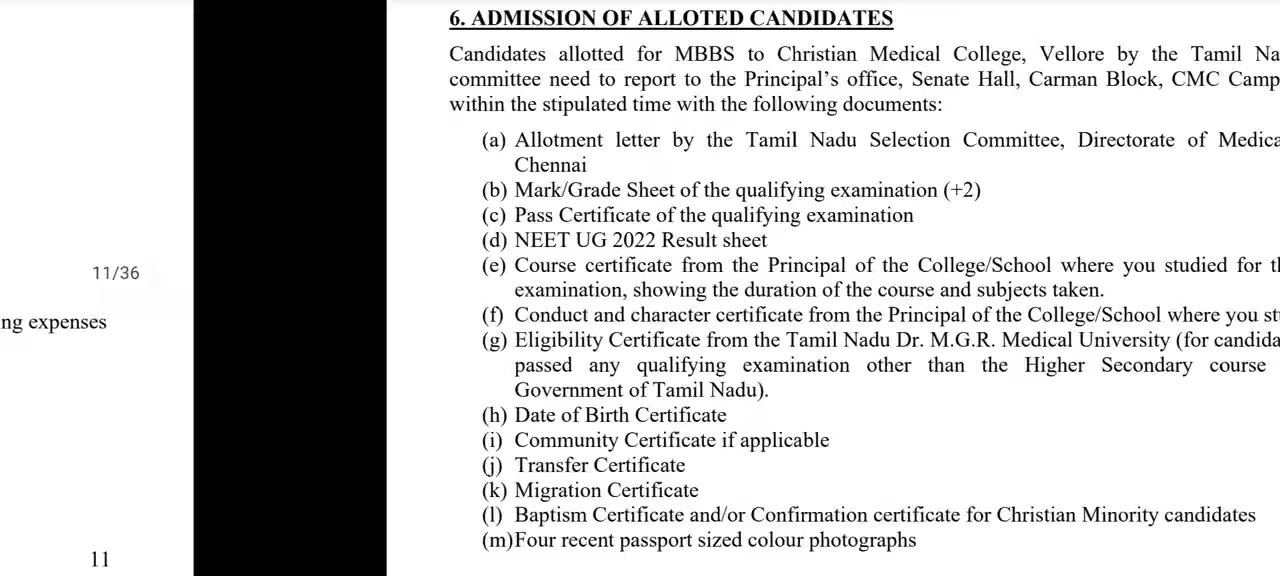 11/36
ng expenses
11
6. ADMISSION OF ALLOTED CANDIDATES
Candidates allotted for MBBS to Christian Medical College, Vellore by the Tamil Na
committee need to report to the Principal's office, Senate Hall, Carman Block, CMC Camp
within the stipulated time with the following documents:
(a) Allotment letter by the Tamil Nadu Selection Committee, Directorate of Medica
Chennai
(b) Mark/Grade Sheet of the qualifying examination (+2)
(c) Pass Certificate of the qualifying examination
(d) NEET UG 2022 Result sheet
(e) Course certificate from the Principal of the College/School where you studied for th
examination, showing the duration of the course and subjects taken.
(f) Conduct and character certificate from the Principal of the College/School where you st
(g) Eligibility Certificate from the Tamil Nadu Dr. M.G.R. Medical University (for candida
passed any qualifying examination other than the Higher Secondary course
Government of Tamil Nadu).
(h) Date of Birth Certificate
(i) Community Certificate if applicable
(j) Transfer Certificate
(k) Migration Certificate
(l) Baptism Certificate and/or Confirmation certificate for Christian Minority candidates
(m)Four recent passport sized colour photographs